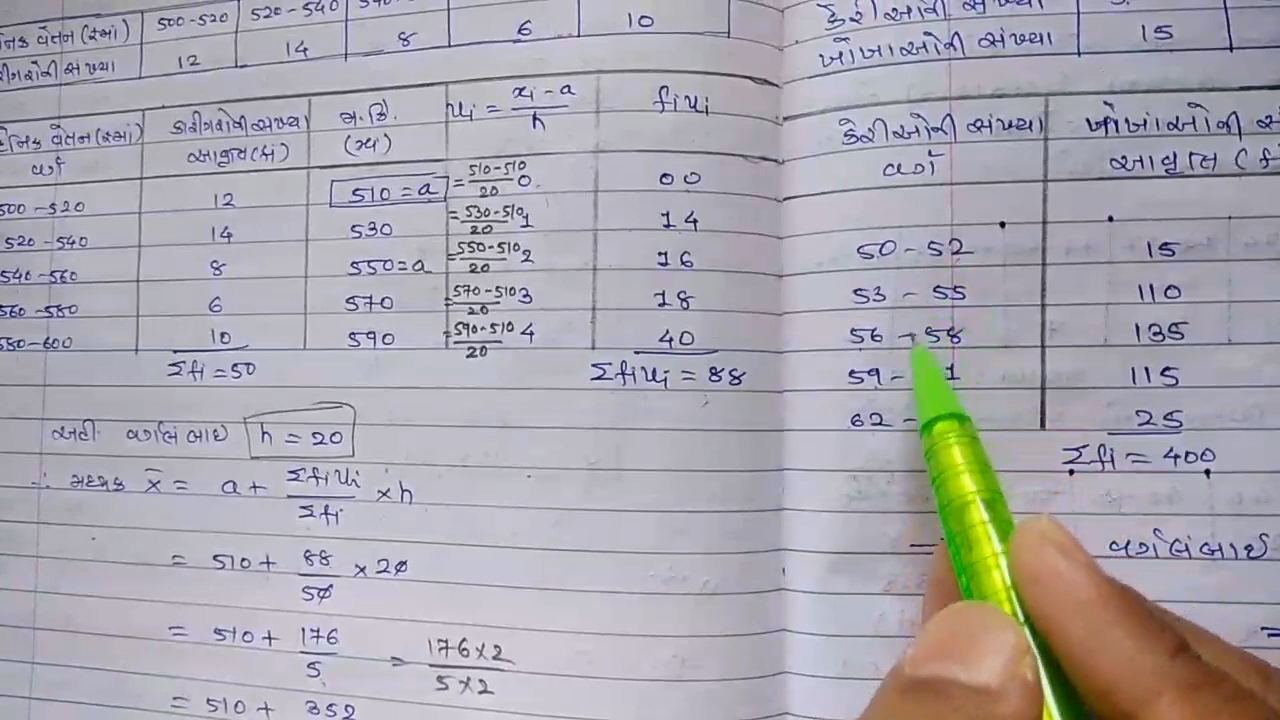 વેતન (રૂમાં) 500-520 520-540
સંખ્યા 12 14 8 6 10
વેતન (રૂમાં) કારીગરોની સંખ્યા મ.કિ. ui = xi - a / h fiui
વર્ગ આવૃત્તિ (fi) (xi)
500-520 12 510 = a = 510-510 / 20 0 00
520-540 14 530 = 530-510 / 20 1 14
540-560 8 550 = a = 550-510 / 20 2 16
560-580 6 570 = 570-510 / 20 3 18
580-600 10 590 = 590-510 / 20 4 40
Σfi = 50 Σfiui = 88
અહીં વર્ગલંબાઈ h = 20
∴ મધ્યક x̄ = a + Σfiui / Σfi × h
= 510 + 88 / 50 × 20
= 510 + 176 / 5 = 176×2 / 5×2
= 510 + 352
કેરીઓની સંખ્યા
ખોખાઓની સંખ્યા 15
કેરીઓની સંખ્યા ખોખાઓની
વર્ગ આવૃત્તિ (f
50-52 15
53-55 110
56-58 135
59- 1 115
62- 25
Σfi = 400
વર્ગલંબાઈ
=